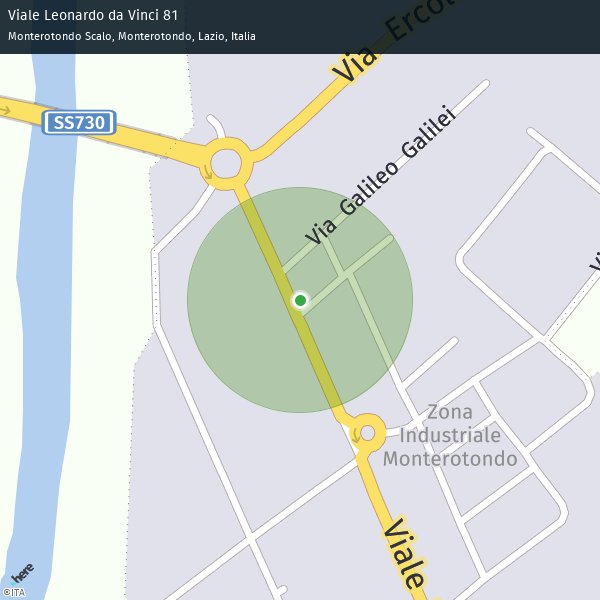 Viale Leonardo da Vinci 81
Monterotondo Scalo, Monterotondo, Lazio, Italia
Via Ercol
SS730
Via Galileo Galilei
Vi
Zona
Industriale
Monterotondo
Viale
here
©ITA